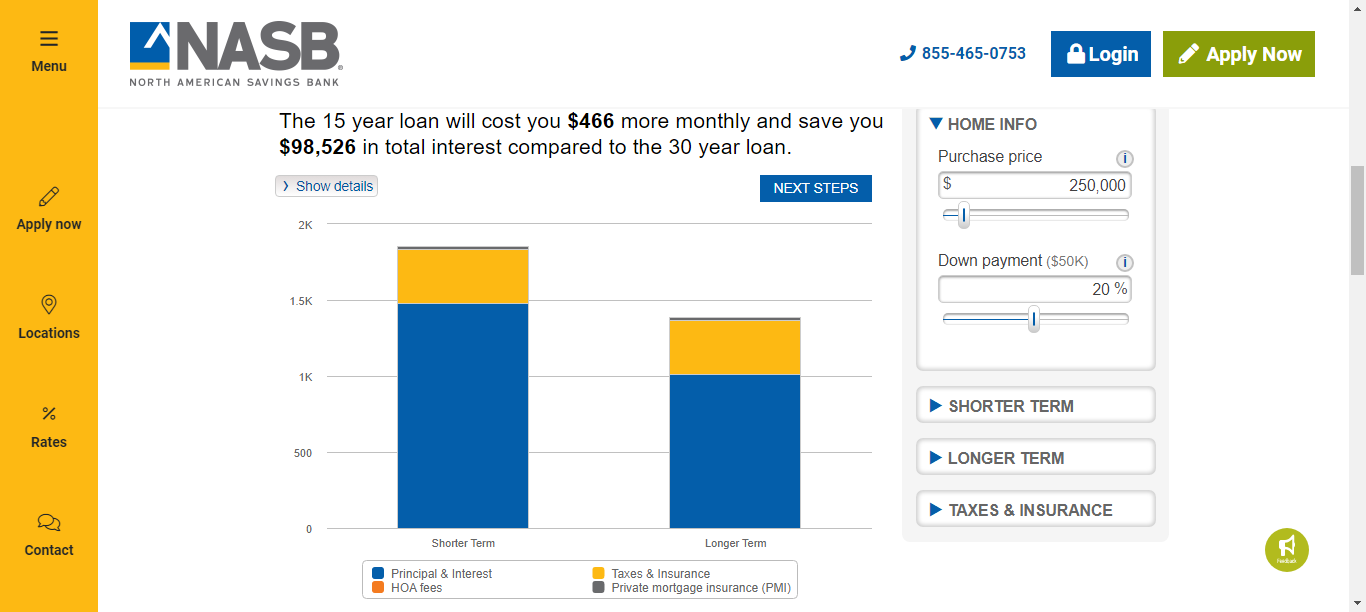 Menu
Apply now
Locations
Rates
Contact
NASB®
NORTH AMERICAN SAVINGS BANK
855-465-0753
Login
Apply Now
The 15 year loan will cost you $466 more monthly and save you
$98,526 in total interest compared to the 30 year loan.
Show details
NEXT STEPS
2K
1.5K
1K
500
0
Shorter Term Longer Term
Principal & Interest Taxes & Insurance
HOA fees Private mortgage insurance (PMI)
HOME INFO
Purchase price i
$ 250,000
Down payment ($50K) i
20 %
SHORTER TERM
LONGER TERM
TAXES & INSURANCE
Feedback